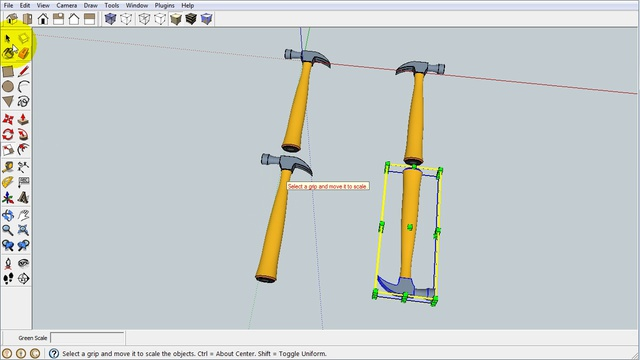 File Edit View Camera Draw Tools Window Plugins Help
Select a grip and move it to scale
Green Scale
Select a grip and move it to scale the objects. Ctrl = About Center. Shift = Toggle Uniform.